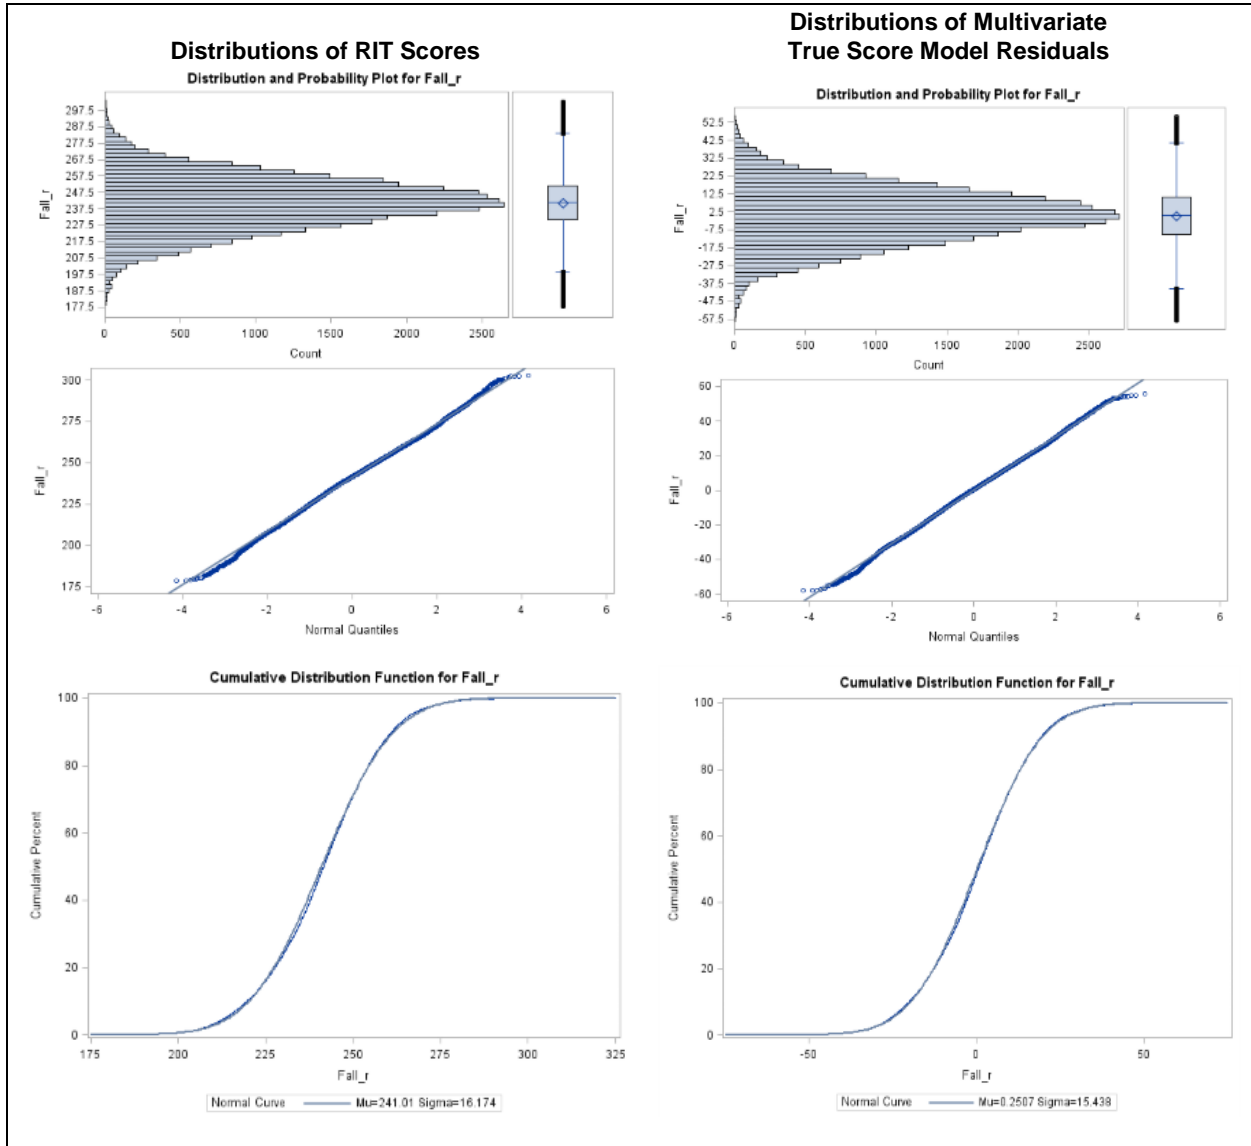 Distributions of RIT Scores
Distribution and Probability Plot for Fall_r
Fall_r
297.5
287.5
277.5
267.5
257.5
247.5
237.5
227.5
217.5
207.5
197.5
187.5
177.5
0 500 1000 1500 2000 2500
Count
Fall_r
300
275
250
225
200
175
-6 -4 -2 0 2 4 6
Normal Quantiles
Cumulative Distribution Function for Fall_r
Cumulative Percent
100
80
60
40
20
0
175 200 225 250 275 300 325
Fall_r
Normal Curve Mu=241.01 Sigma=16.174
Distributions of Multivariate
True Score Model Residuals
Distribution and Probability Plot for Fall_r
Fall_r
52.5
42.5
32.5
22.5
12.5
2.5
-7.5
-17.5
-27.5
-37.5
-47.5
-57.5
0 500 1000 1500 2000 2500
Count
Fall_r
60
40
20
0
-20
-40
-60
-6 -4 -2 0 2 4 6
Normal Quantiles
Cumulative Distribution Function for Fall_r
Cumulative Percent
100
80
60
40
20
0
-50 0 50
Fall_r
Normal Curve Mu=0.2507 Sigma=15.438